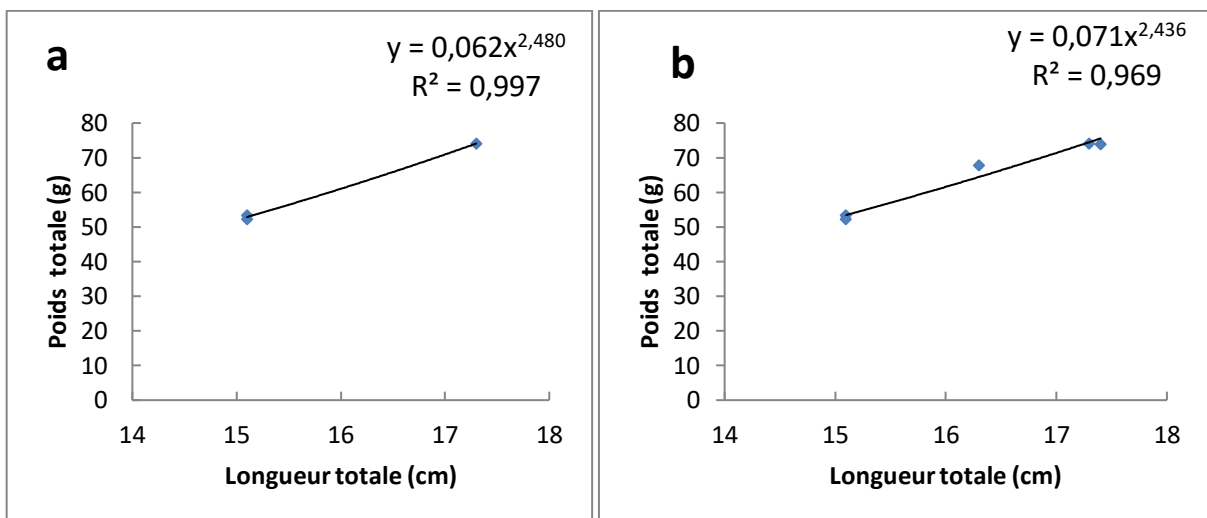 a
y = 0,062x^2,480
R² = 0,997
80
70
60
50
40
30
20
10
0
14 15 16 17 18
Poids totale (g)
Longueur totale (cm)
b
y = 0,071x^2,436
R² = 0,969
80
70
60
50
40
30
20
10
0
14 15 16 17 18
Poids totale (g)
Longueur totale (cm)